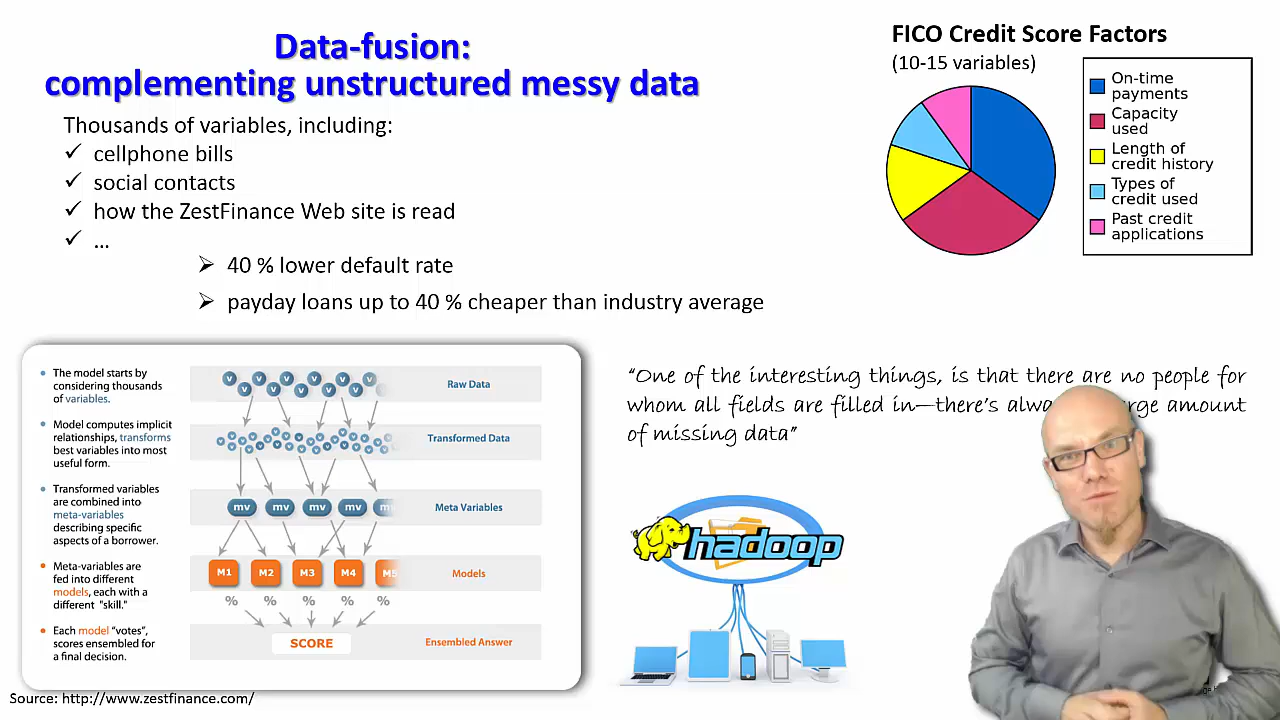 Data-fusion:
complementing unstructured messy data
Thousands of variables, including:
✓ cellphone bills
✓ social contacts
✓ how the ZestFinance Web site is read
✓ ...
➢ 40 % lower default rate
➢ payday loans up to 40 % cheaper than industry average
FICO Credit Score Factors
(10-15 variables)
On-time
payments
Capacity
used
Length of
credit history
Types of
credit used
Past credit
applications
• The model starts by
considering thousands
of variables.
• Model computes implicit
relationships, transforms
best variables into most
useful form.
• Transformed variables
are combined into
meta-variables
describing specific
aspects of a borrower.
• Meta-variables are
fed into different
models, each with a
different "skill."
• Each model "votes",
scores ensembled for
a final decision.
v v v v v v v v v v v
Raw Data
Transformed Data
mv mv mv mv m
Meta Variables
M1 M2 M3 M4 M5
Models
% % % % %
SCORE
Ensembled Answer
"One of the interesting things, is that there are no people for
whom all fields are filled in—there's amount
of missing data"
hadoop
Source: http://www.zestfinance.com/